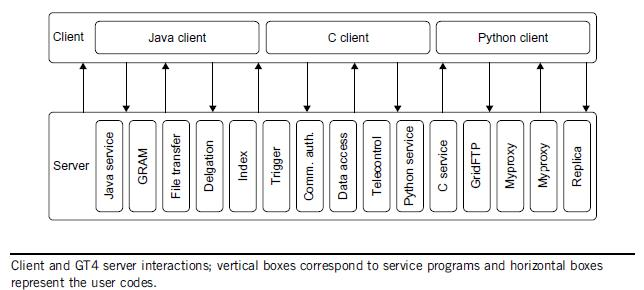 Client
Java client
C client
Python client
Server
Java service
GRAM
File transfer
Delgation
Index
Trigger
Comm. auth.
Data access
Telecontrol
Python service
C service
GridFTP
Myproxy
Myproxy
Replica
Client and GT4 server interactions; vertical boxes correspond to service programs and horizontal boxes
represent the user codes.